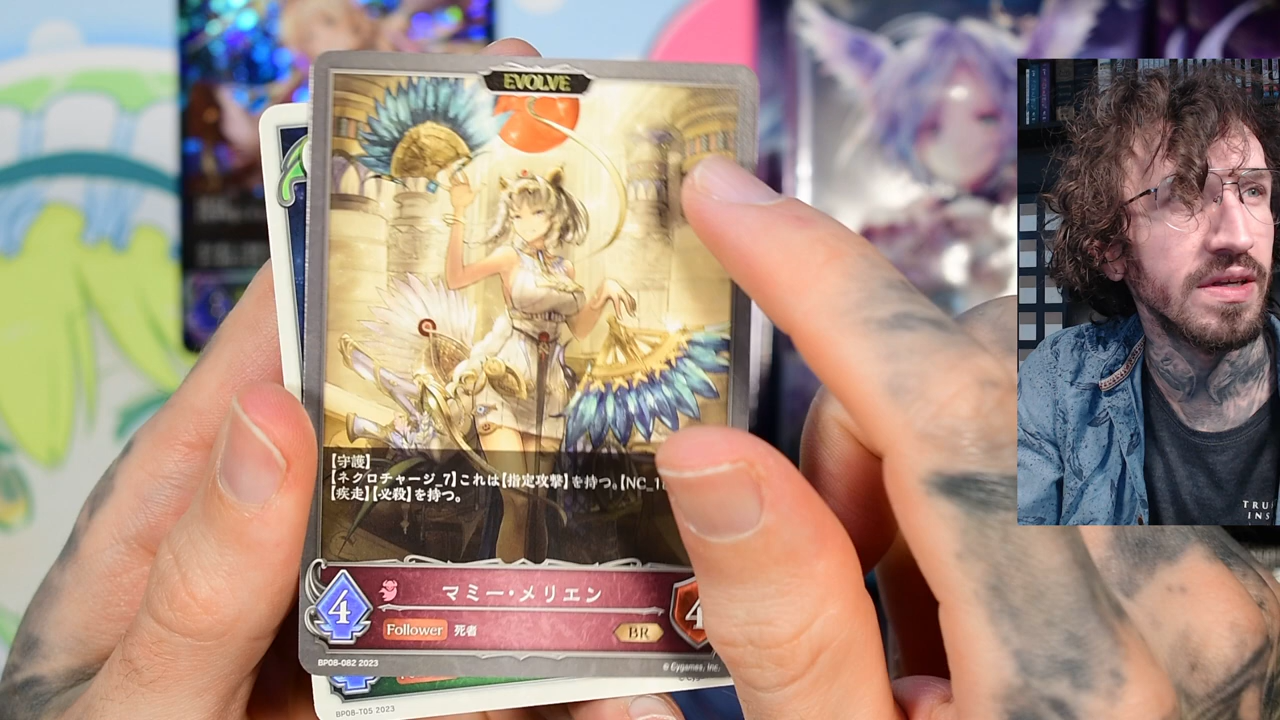 EVOLVE
【守護】
【ネクロチャージ_7】これは【指定攻撃】を持つ。【NC_1
【疾走】【必殺】を持つ。
4
マミー・メリエン
4
Follower 死者
BR
BP08-082 2023
© Cygames, Inc.
BP08-T05 2023
TRU
INS